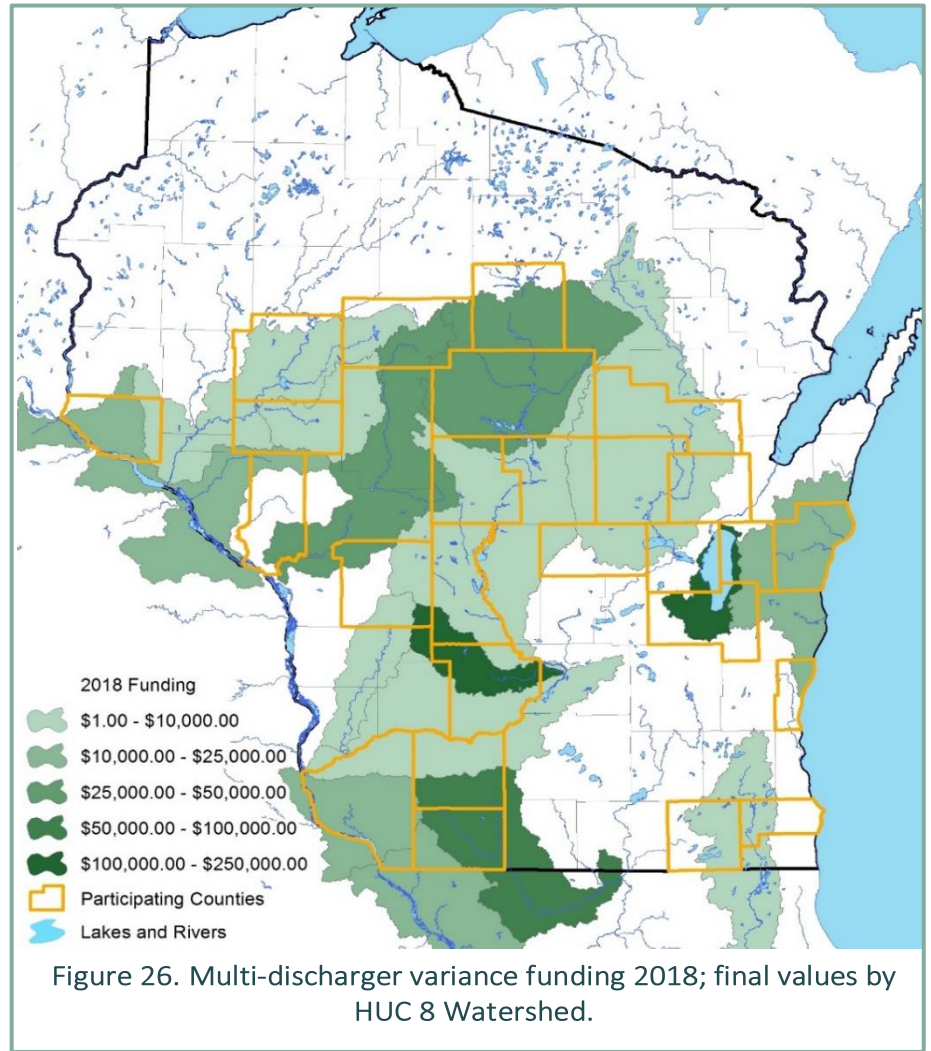 2018 Funding
$1.00 - $10,000.00
$10,000.00 - $25,000.00
$25,000.00 - $50,000.00
$50,000.00 - $100,000.00
$100,000.00 - $250,000.00
Participating Counties
Lakes and Rivers
Figure 26. Multi-discharger variance funding 2018; final values by
HUC 8 Watershed.